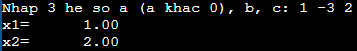 Nhap 3 he so a (a khac 0), b, c: 1 -3 2
x1=      1.00
x2=      2.00